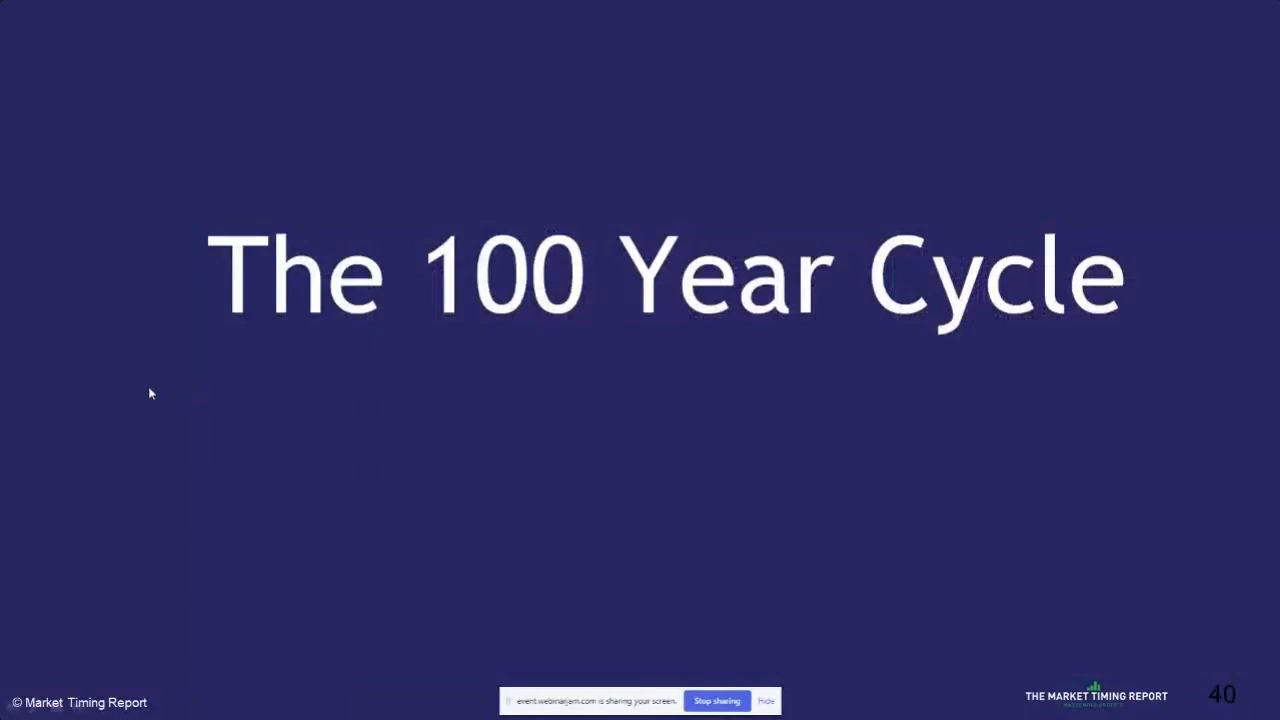 The 100 Year Cycle
© Market Timing Report
event.webinarjam.com is sharing your screen.
Stop sharing
Hide
THE MARKET TIMING REPORT
40